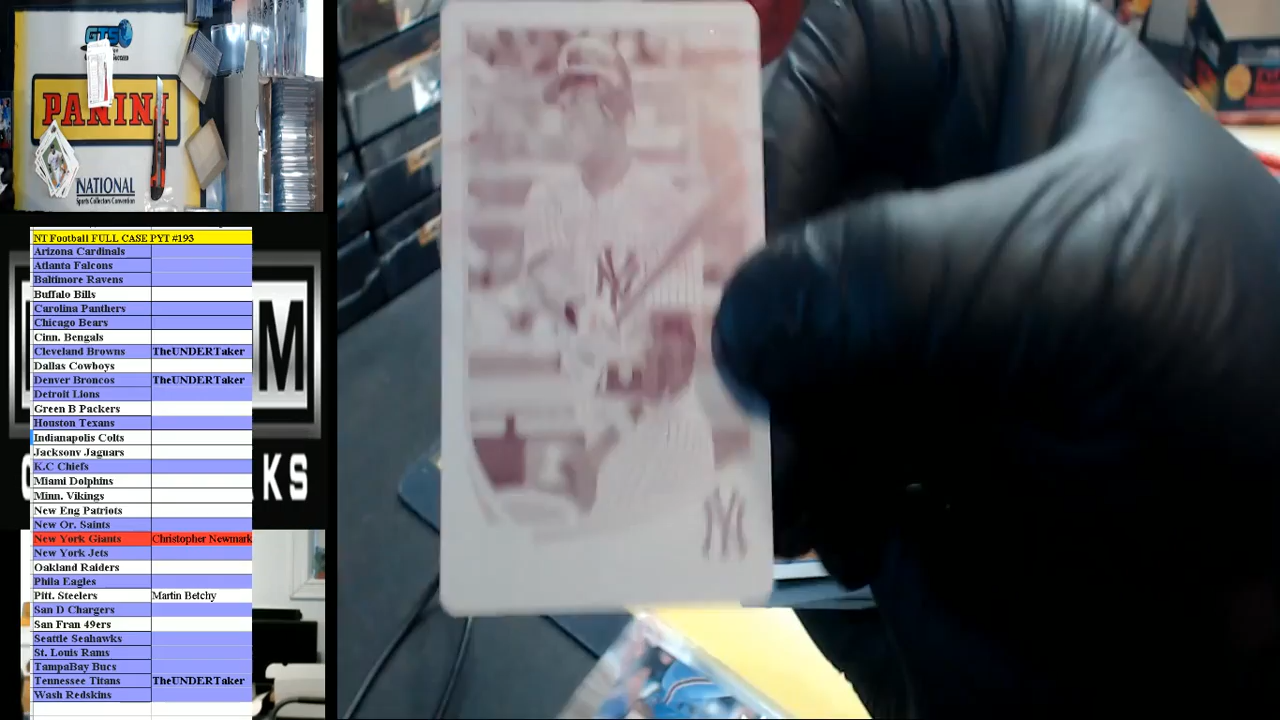 GTS
PANINI
NATIONAL
Sports Collectors Convention
NT Football FULL CASE PYT #193
Arizona Cardinals
Atlanta Falcons
Baltimore Ravens
Buffalo Bills
Carolina Panthers
Chicago Bears
Cinn. Bengals
Cleveland Browns TheUNDERTaker
Dallas Cowboys
Denver Broncos TheUNDERTaker
Detroit Lions
Green B Packers
Houston Texans
Indianapolis Colts
Jacksonv Jaguars
K.C Chiefs
Miami Dolphins
Minn. Vikings
New Eng Patriots
New Or. Saints
New York Giants Christopher Newmark
New York Jets
Oakland Raiders
Phila Eagles
Pitt. Steelers Martin Betchy
San D Chargers
San Fran 49ers
Seattle Seahawks
St. Louis Rams
TampaBay Bucs
Tennessee Titans TheUNDERTaker
Wash Redskins
M
KS
NY
NY